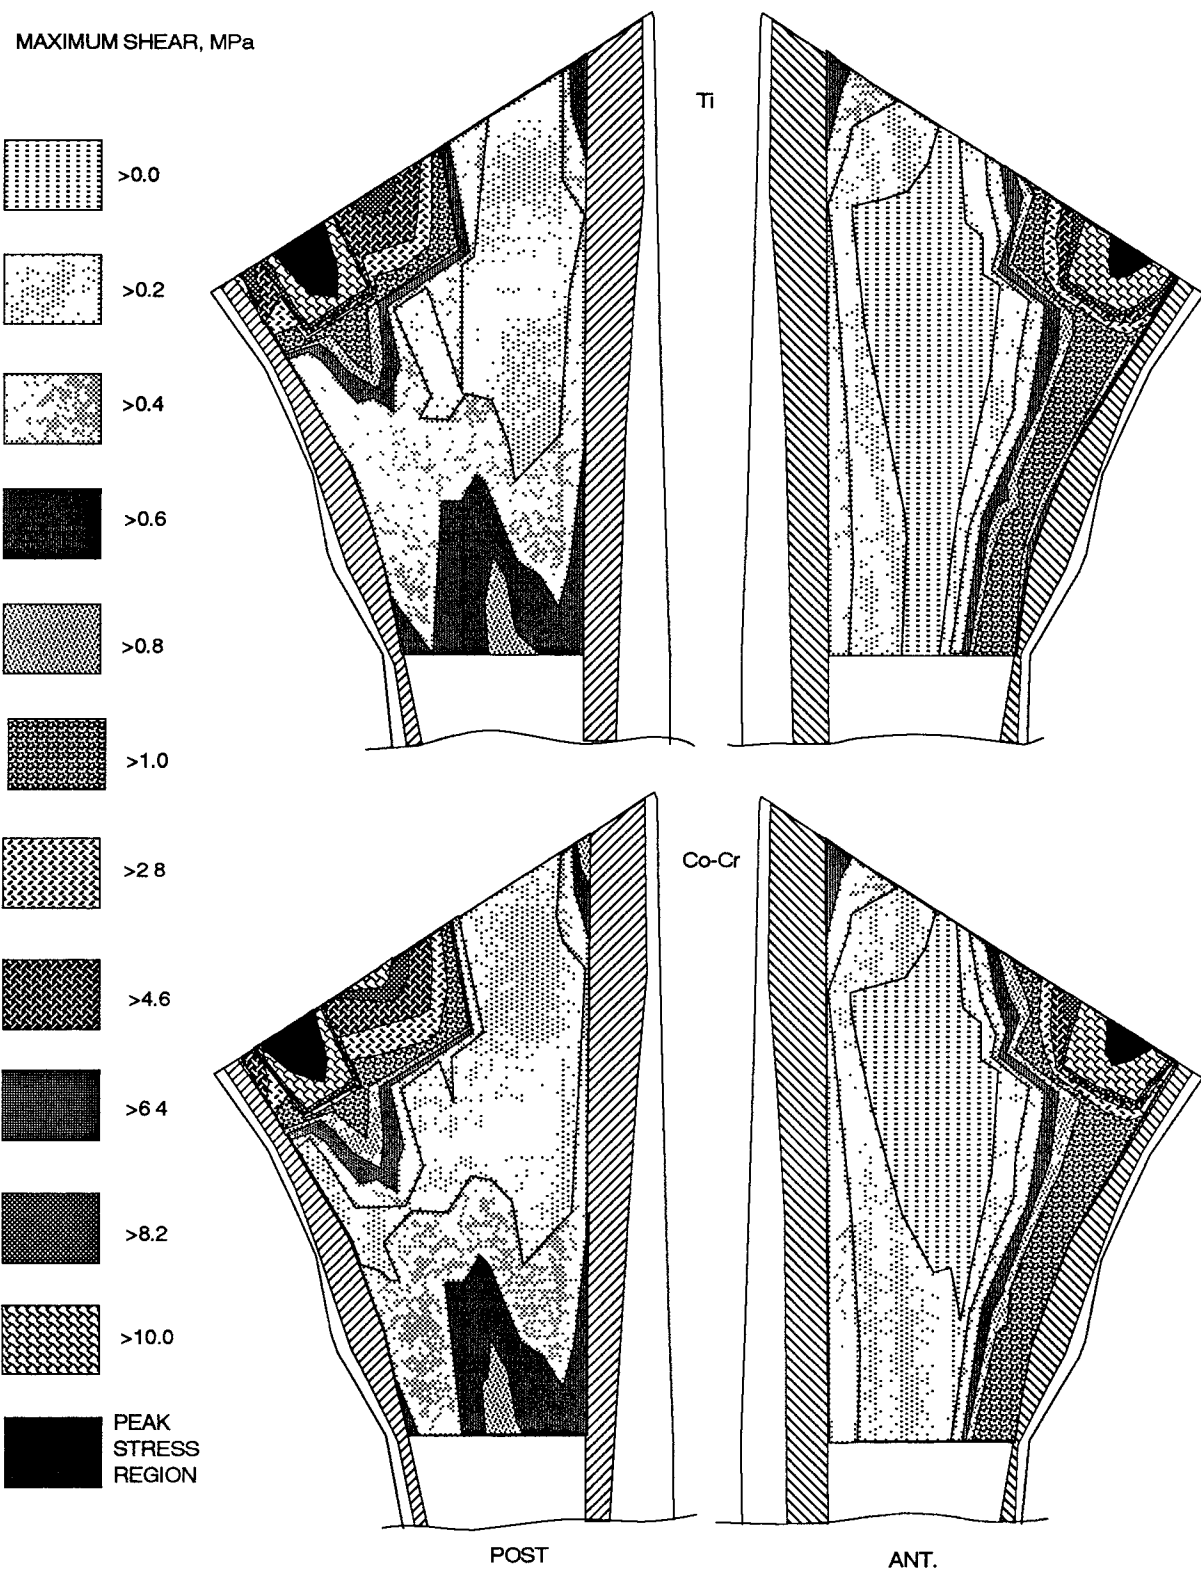 MAXIMUM SHEAR, MPa
Ti
>0.0
>0.2
>0.4
>0.6
>0.8
>1.0
>2 8
>4.6
>6 4
>8.2
>10.0
PEAK
STRESS
REGION
Co-Cr
POST
ANT.